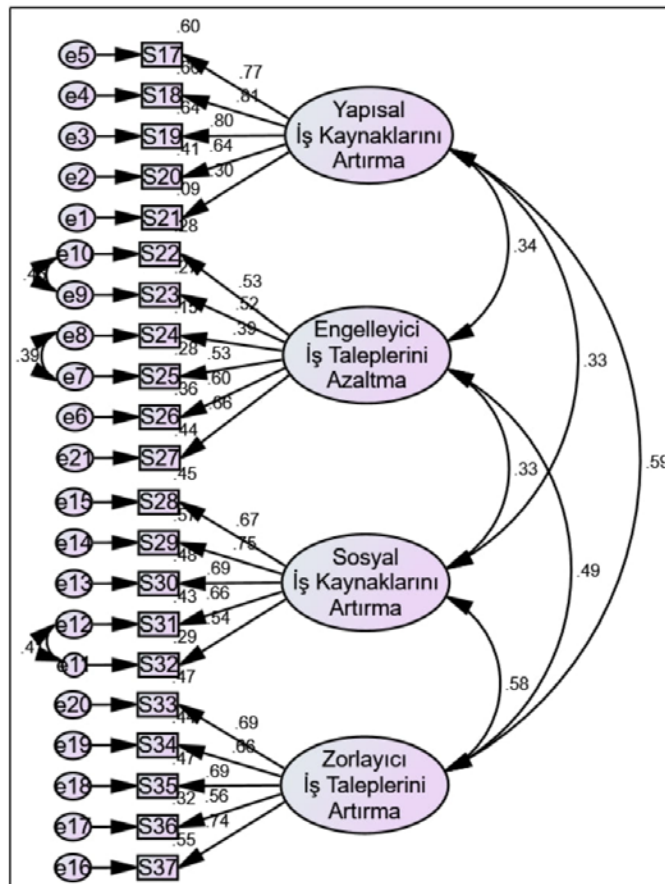 .60
e5
S17
.77
.66
e4
S18
.81
.64
e3
S19
.80
.41
e2
S20
.64
.09
e1
S21
.30
Yapısal
İş Kaynaklarını
Artırma
.28
e10
S22
.53
.27
e9
S23
.52
.15
e8
S24
.39
.28
e7
S25
.53
.36
e6
S26
.60
.44
e21
S27
.66
.39
Engelleyici
İş Taleplerini
Azaltma
.45
e15
S28
.67
.57
e14
S29
.75
.48
e13
S30
.69
.43
e12
S31
.66
.29
e11
S32
.54
Sosyal
İş Kaynaklarını
Artırma
.47
e20
S33
.69
.44
e19
S34
.66
.47
e18
S35
.69
.32
e17
S36
.56
.55
e16
S37
.74
Zorlayıcı
İş Taleplerini
Artırma
.34
.33
.59
.33
.49
.58